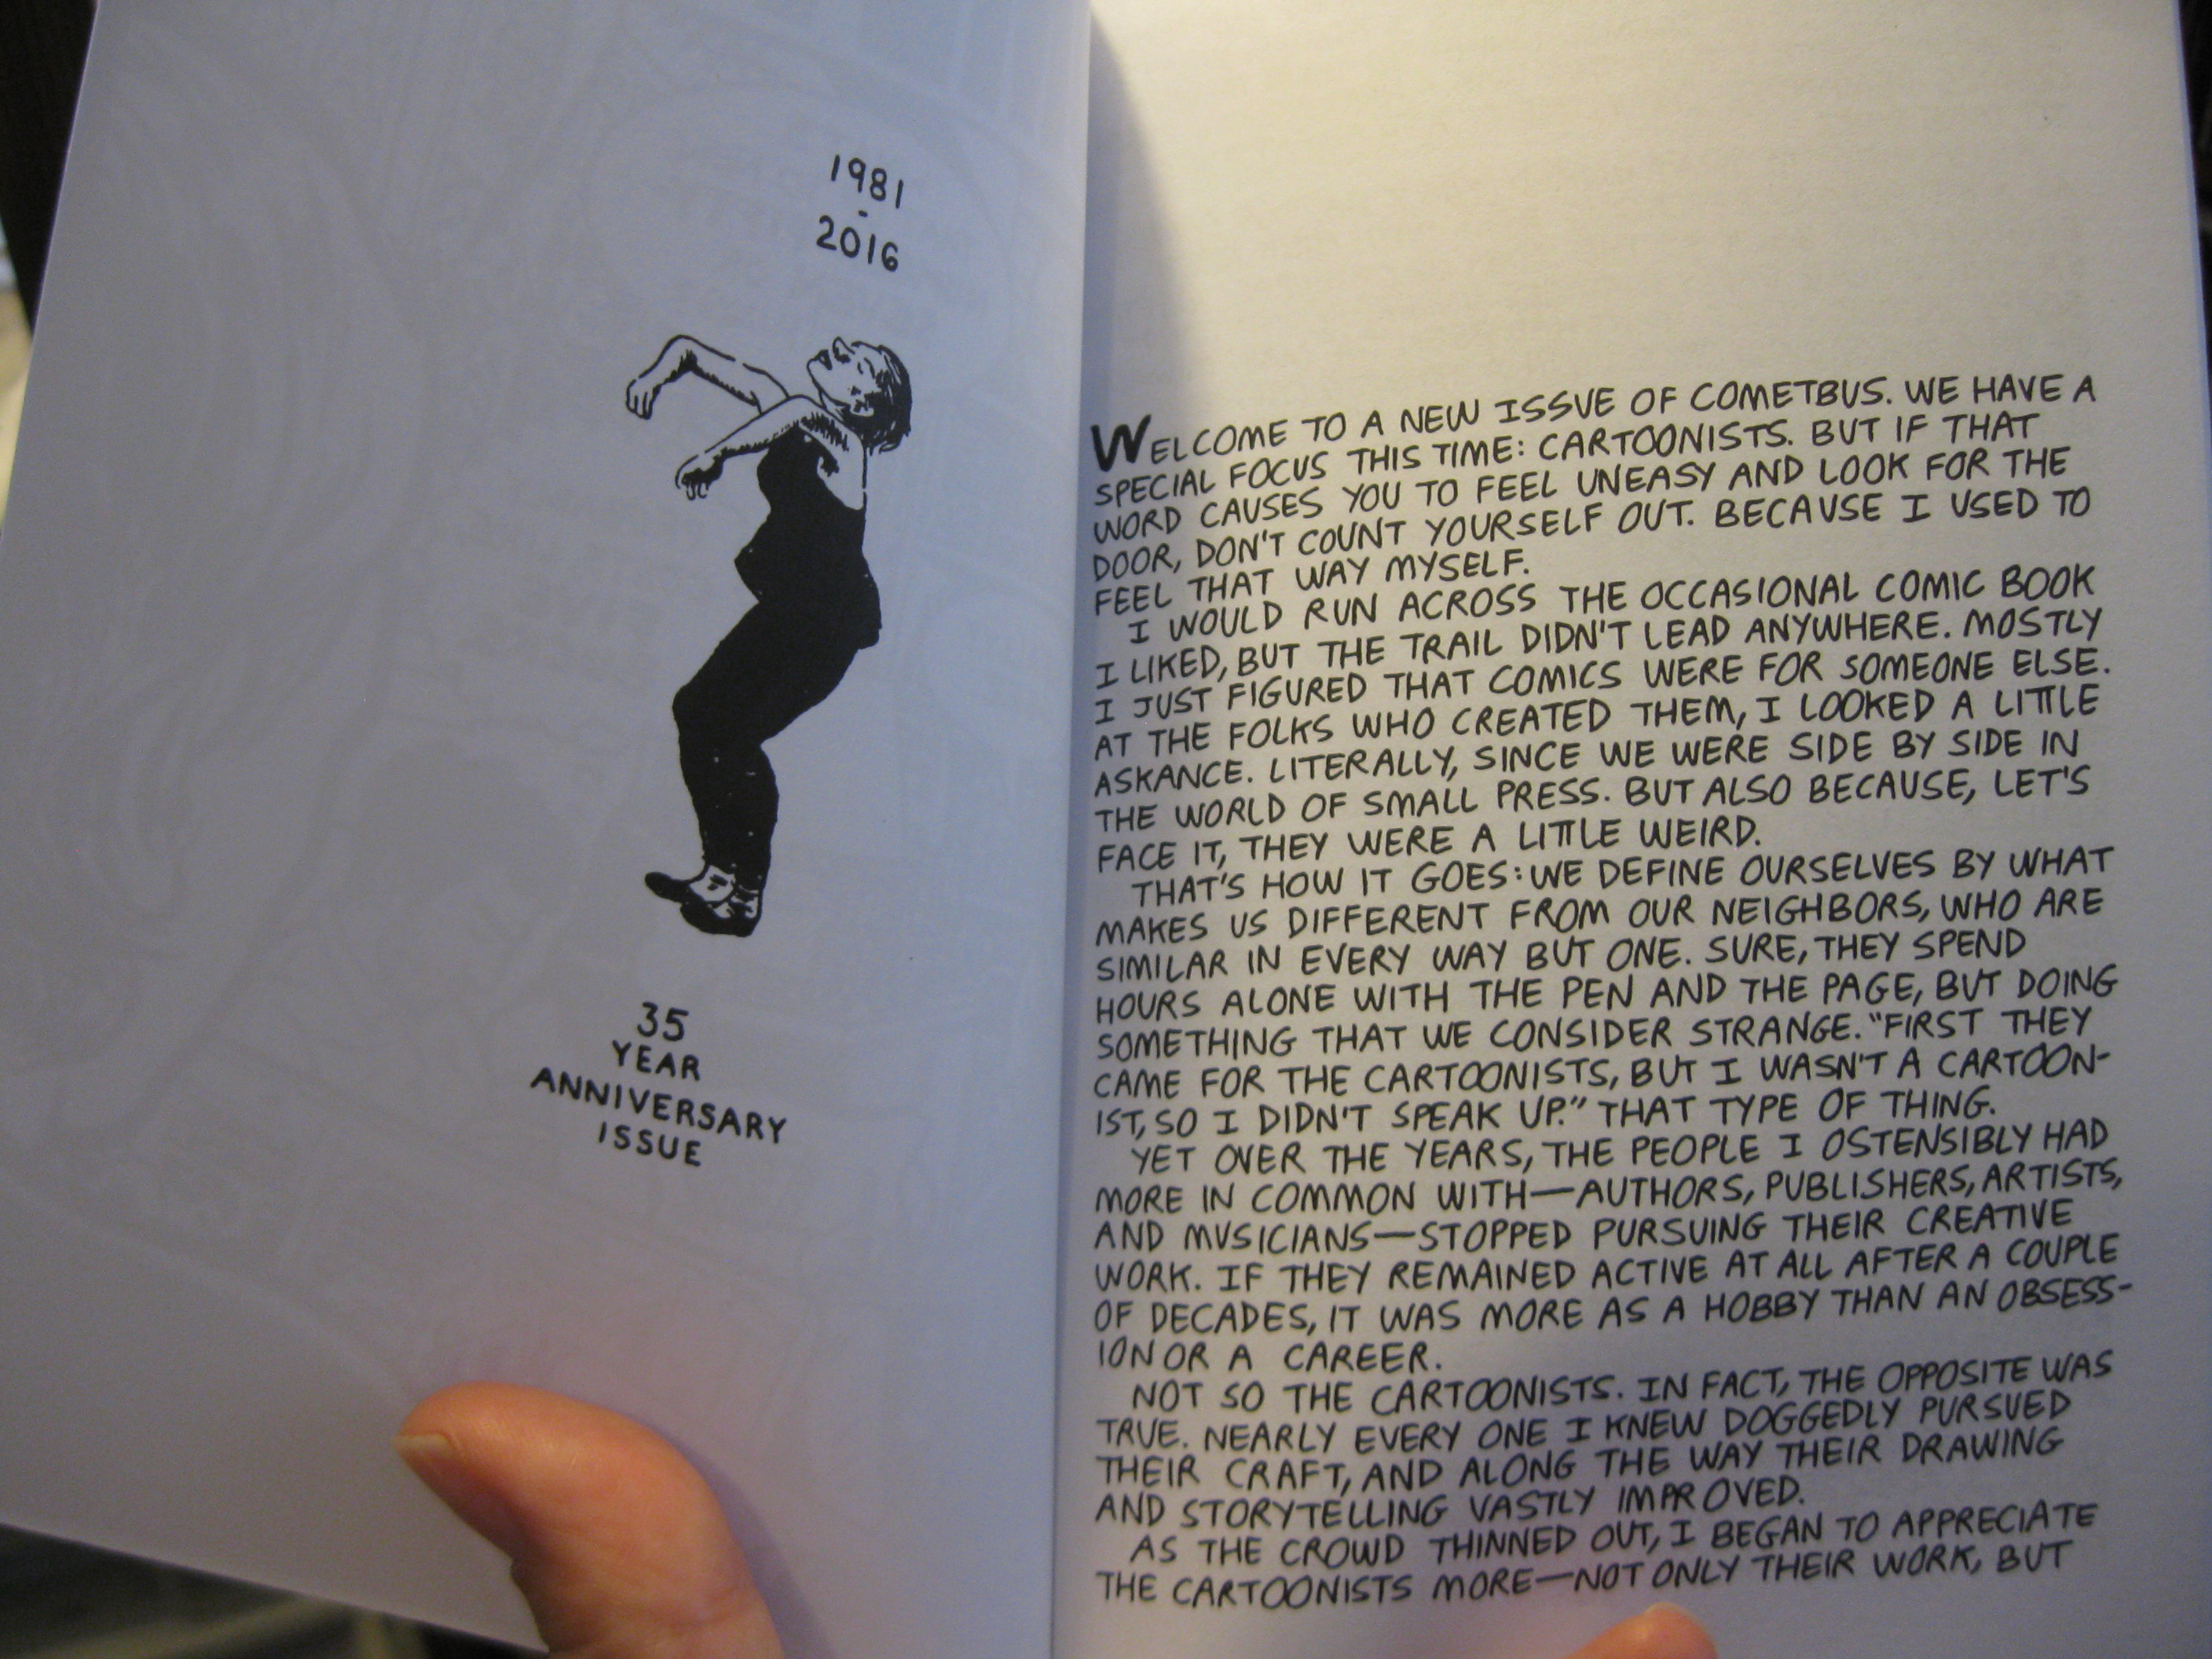 1981
-
2016
35
YEAR
ANNIVERSARY
ISSUE
WELCOME TO A NEW ISSVE OF COMETBUS. WE HAVE A
SPECIAL FOCUS THIS TIME: CARTOONISTS. BUT IF THAT
WORD CAUSES YOU TO FEEL UNEASY AND LOOK FOR THE
DOOR, DON'T COUNT YOURSELF OUT. BECAUSE I USED TO
FEEL THAT WAY MYSELF.
I WOULD RUN ACROSS THE OCCASIONAL COMIC BOOK
I LIKED, BUT THE TRAIL DIDN'T LEAD ANYWHERE. MOSTLY
I JUST FIGURED THAT COMICS WERE FOR SOMEONE ELSE.
AT THE FOLKS WHO CREATED THEM, I LOOKED A LITTLE
ASKANCE. LITERALLY, SINCE WE WERE SIDE BY SIDE IN
THE WORLD OF SMALL PRESS. BUT ALSO BECAUSE, LET'S
FACE IT, THEY WERE A LITTLE WEIRD.
THAT'S HOW IT GOES: WE DEFINE OURSELVES BY WHAT
MAKES US DIFFERENT FROM OUR NEIGHBORS, WHO ARE
SIMILAR IN EVERY WAY BUT ONE. SURE, THEY SPEND
HOURS ALONE WITH THE PEN AND THE PAGE, BUT DOING
SOMETHING THAT WE CONSIDER STRANGE. "FIRST THEY
CAME FOR THE CARTOONISTS, BUT I WASN'T A CARTOON-
IST, SO I DIDN'T SPEAK UP." THAT TYPE OF THING.
YET OVER THE YEARS, THE PEOPLE I OSTENSIBLY HAD
MORE IN COMMON WITH—AUTHORS, PUBLISHERS, ARTISTS,
AND MVSICIANS—STOPPED PURSUING THEIR CREATIVE
WORK. IF THEY REMAINED ACTIVE AT ALL AFTER A COUPLE
OF DECADES, IT WAS MORE AS A HOBBY THAN AN OBSESS-
ION OR A CAREER.
NOT SO THE CARTOONISTS. IN FACT, THE OPPOSITE WAS
TRUE. NEARLY EVERY ONE I KNEW DOGGEDLY PURSUED
THEIR CRAFT, AND ALONG THE WAY THEIR DRAWING
AND STORYTELLING VASTLY IMPROVED.
AS THE CROWD THINNED OUT, I BEGAN TO APPRECIATE
THE CARTOONISTS MORE—NOT ONLY THEIR WORK, BUT